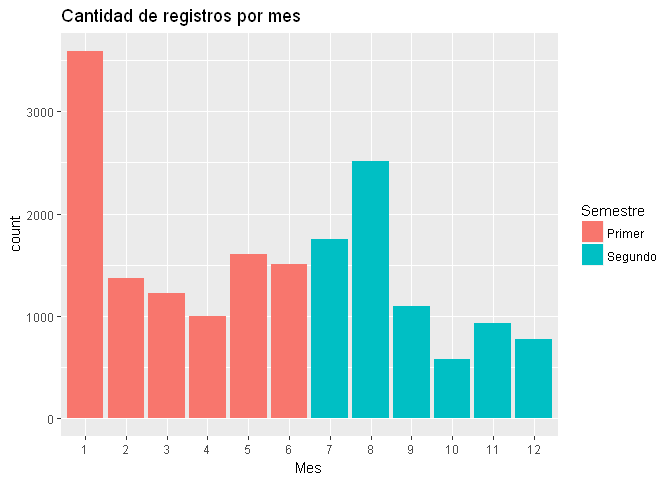 Cantidad de registros por mes
3000
2000
1000
0
count
1 2 3 4 5 6 7 8 9 10 11 12
Mes
Semestre
Primer
Segundo